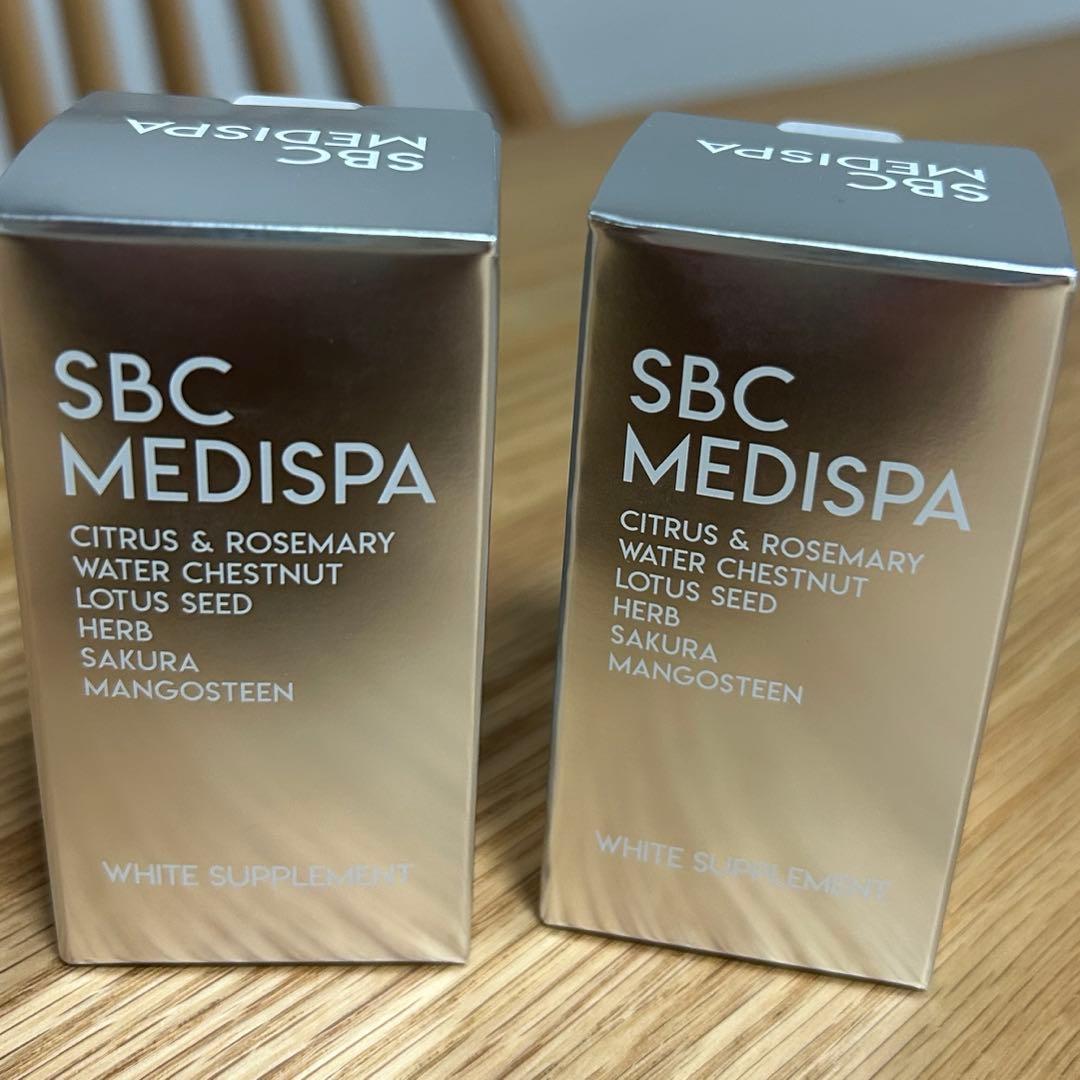 SBC
MEDISPA
SBC
MEDISPA
CITRUS & ROSEMARY
WATER CHESTNUT
LOTUS SEED
HERB
SAKURA
MANGOSTEEN
WHITE SUPPLEMENT
SBC
MEDISPA
SBC
MEDISPA
CITRUS & ROSEMARY
WATER CHESTNUT
LOTUS SEED
HERB
SAKURA
MANGOSTEEN
WHITE SUPPLEMENT